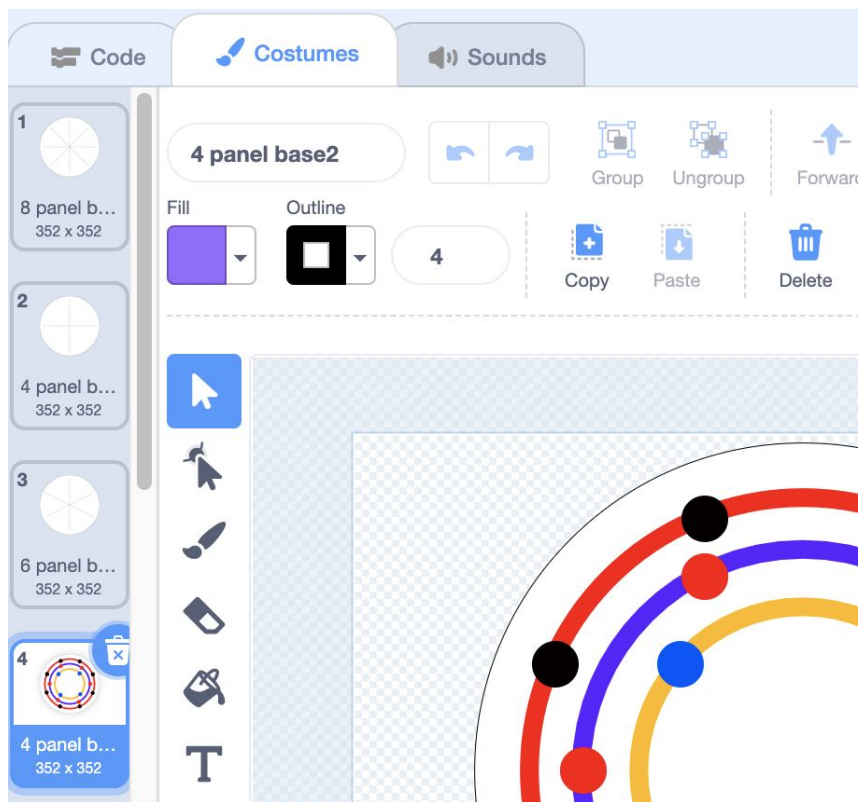 Code
Costumes
Sounds
1
8 panel b...
352 x 352
2
4 panel b...
352 x 352
3
6 panel b...
352 x 352
4
4 panel b...
352 x 352
4 panel base2
Group
Ungroup
Forward
Fill
Outline
4
Copy
Paste
Delete
T